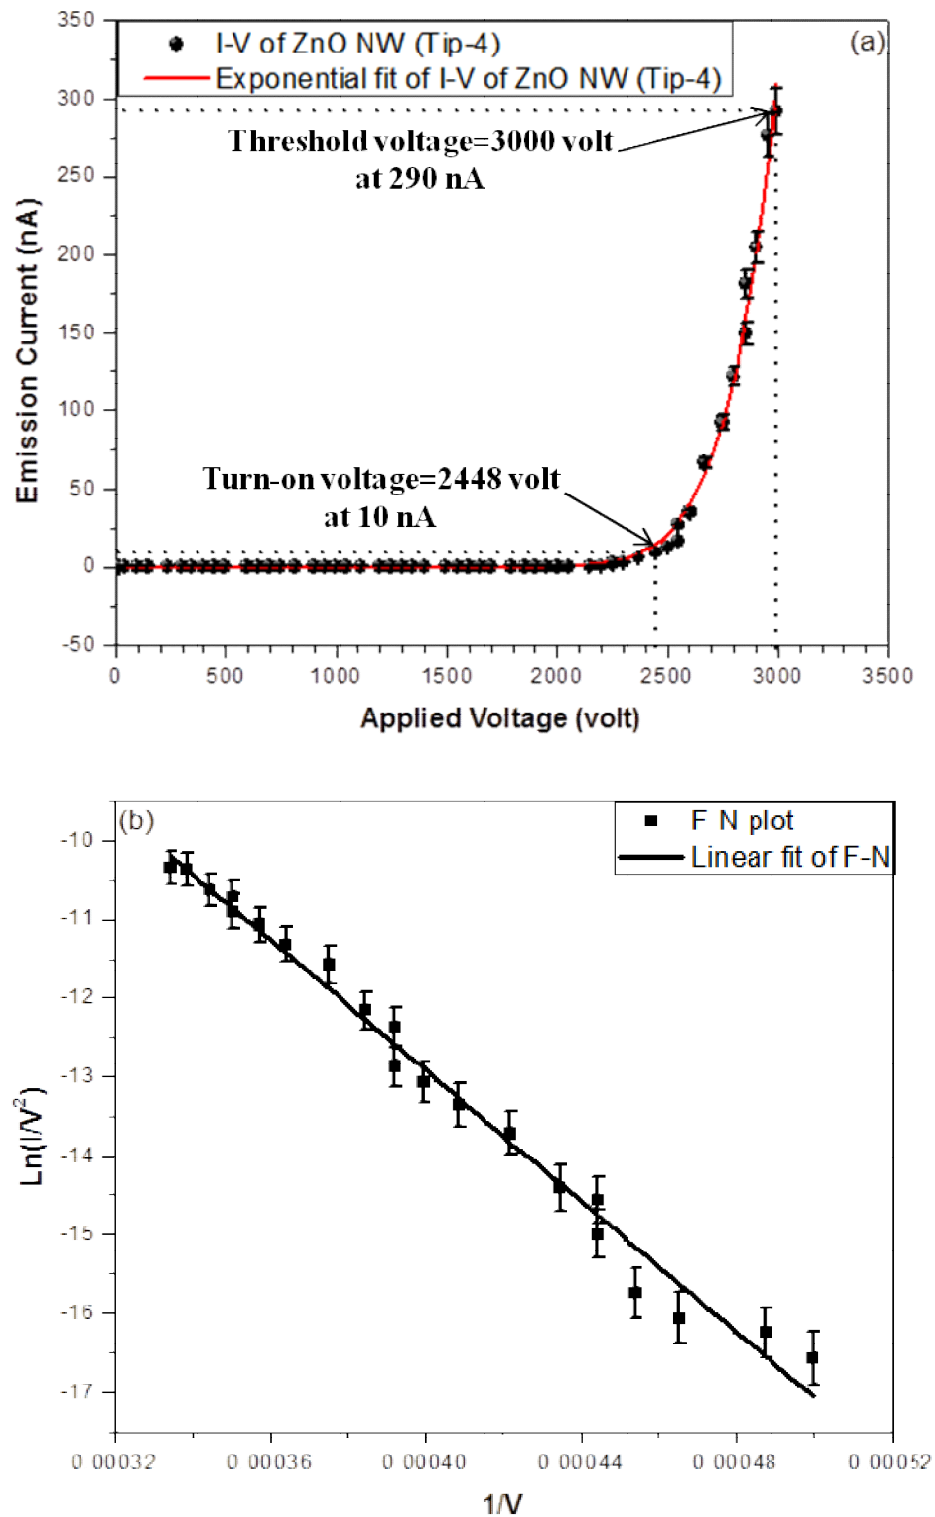 350
(a)
I-V of ZnO NW (Tip-4)
Exponential fit of I-V of ZnO NW (Tip-4)
300
Threshold voltage=3000 volt
at 290 nA
250
200
150
100
Turn-on voltage=2448 volt
at 10 nA
50
0
-50
Emission Current (nA)
0 500 1000 1500 2000 2500 3000 3500
Applied Voltage (volt)
(b)
F N plot
Linear fit of F-N
-10
-11
-12
-13
-14
-15
-16
-17
Ln(I/V²)
0 00032 0 00036 0 00040 0 00044 0 00048 0 00052
1/V